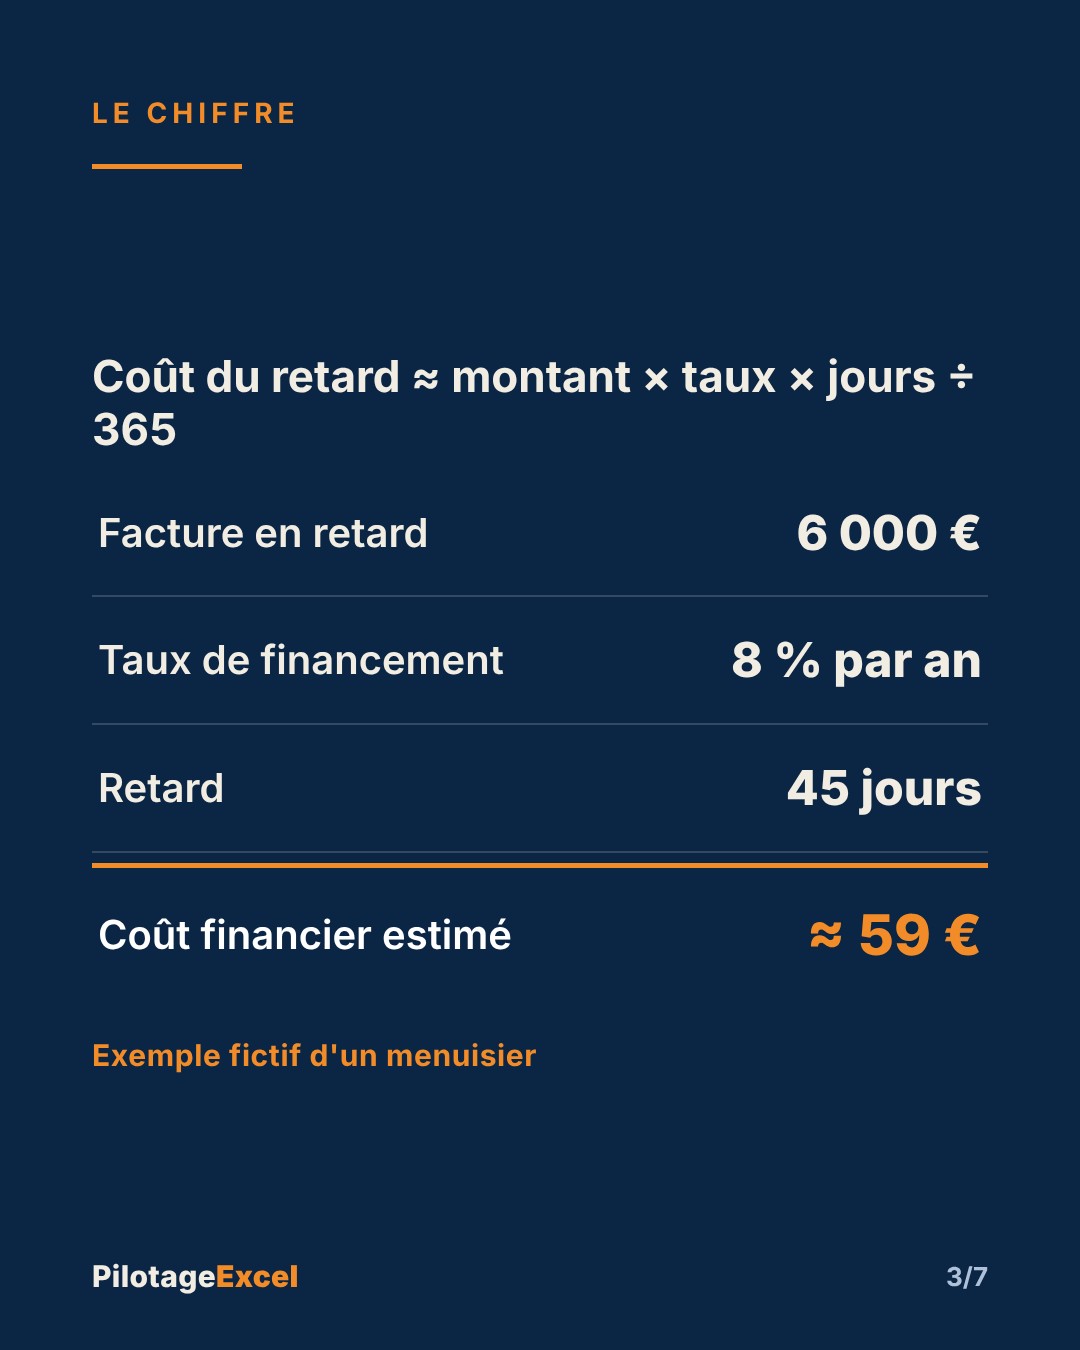 LE CHIFFRE
Coût du retard ≈ montant × taux × jours ÷
365
Facture en retard 6 000 €
Taux de financement 8 % par an
Retard 45 jours
Coût financier estimé ≈ 59 €
Exemple fictif d'un menuisier
PilotageExcel 3/7